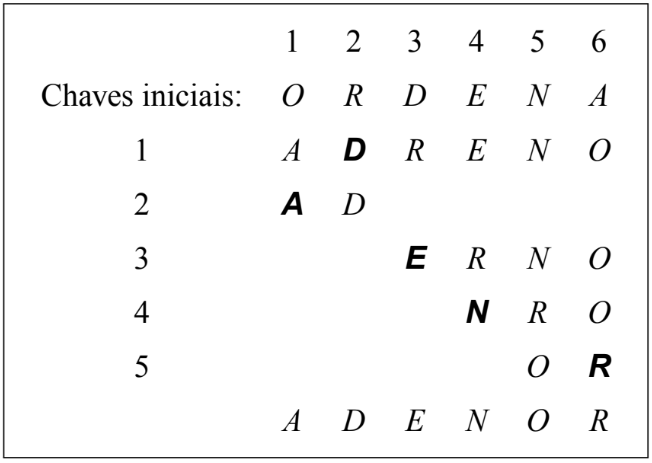 1 2 3 4 5 6
Chaves iniciais: O R D E N A
1 A D R E N O
2 A D
3 E R N O
4 N R O
5 O R
A D E N O R